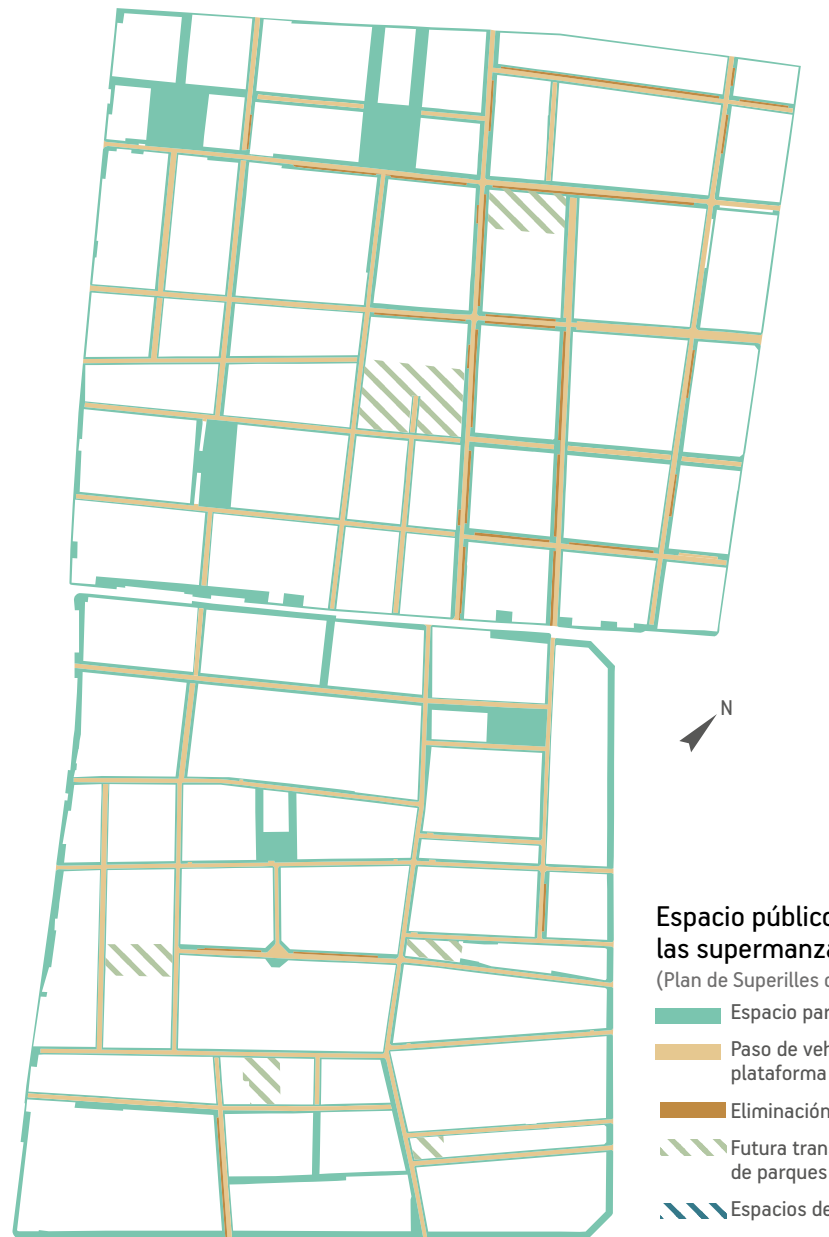 N
Espacio público
las supermanza
(Plan de Superilles d
Espacio par
Paso de veh
plataforma
Eliminación
Futura tran
de parques
Espacios de